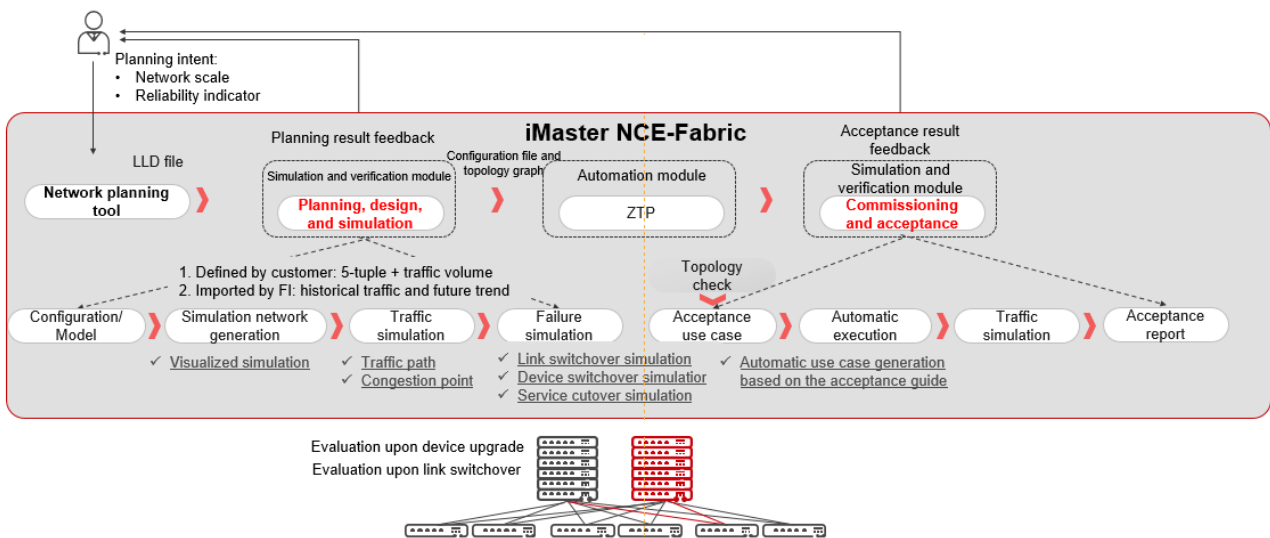 Planning intent:
• Network scale
• Reliability indicator
iMaster NCE-Fabric
Planning result feedback
Acceptance result
feedback
LLD file
Configuration file and
topology graph
Network planning
tool
Simulation and verification module
Planning, design,
and simulation
Automation module
ZTP
Simulation and
verification module
Commissioning
and acceptance
1. Defined by customer: 5-tuple + traffic volume
2. Imported by FI: historical traffic and future trend
Topology
check
Configuration/
Model
Simulation network
generation
Traffic
simulation
Failure
simulation
Acceptance
use case
Automatic
execution
Traffic
simulation
Acceptance
report
✓ Visualized simulation
✓ Traffic path
✓ Congestion point
✓ Link switchover simulation
✓ Device switchover simulatior
✓ Service cutover simulation
✓ Automatic use case generation
based on the acceptance guide
Evaluation upon device upgrade
Evaluation upon link switchover